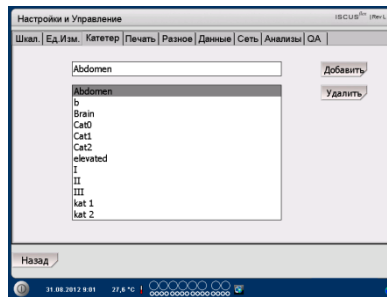 Настройки и Управление
ISCUS
Шкал. Ед.Изм. Катетер Печать Разное Данные Сеть Анализы QA
Abdomen
Добавить
Abdomen
Удалить
b
Brain
Cat0
Cat1
Cat2
elevated
I
II
III
kat 1
kat 2
Назад
31.08.2012 9:01 27,6 °C